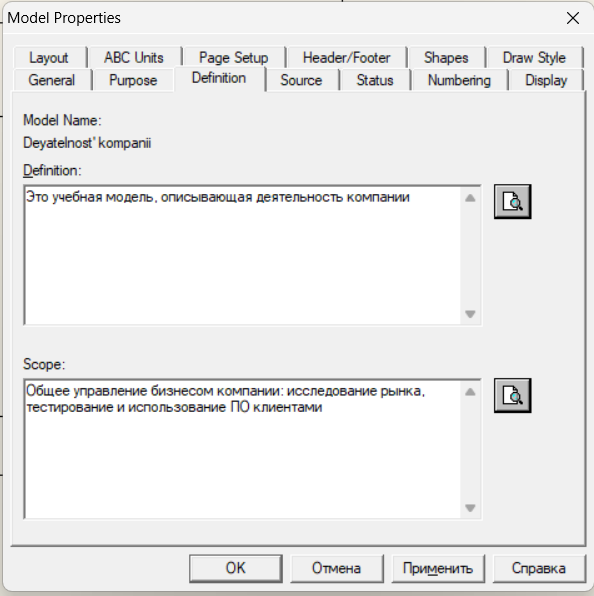 Model Properties
Layout ABC Units Page Setup Header/Footer Shapes Draw Style
General Purpose Definition Source Status Numbering Display
Model Name:
Deyatelnost' kompanii
Definition:
Это учебная модель, описывающая деятельность компании
Scope:
Общее управление бизнесом компании: исследование рынка,
тестирование и использование ПО клиентами
OK Отмена Применить Справка